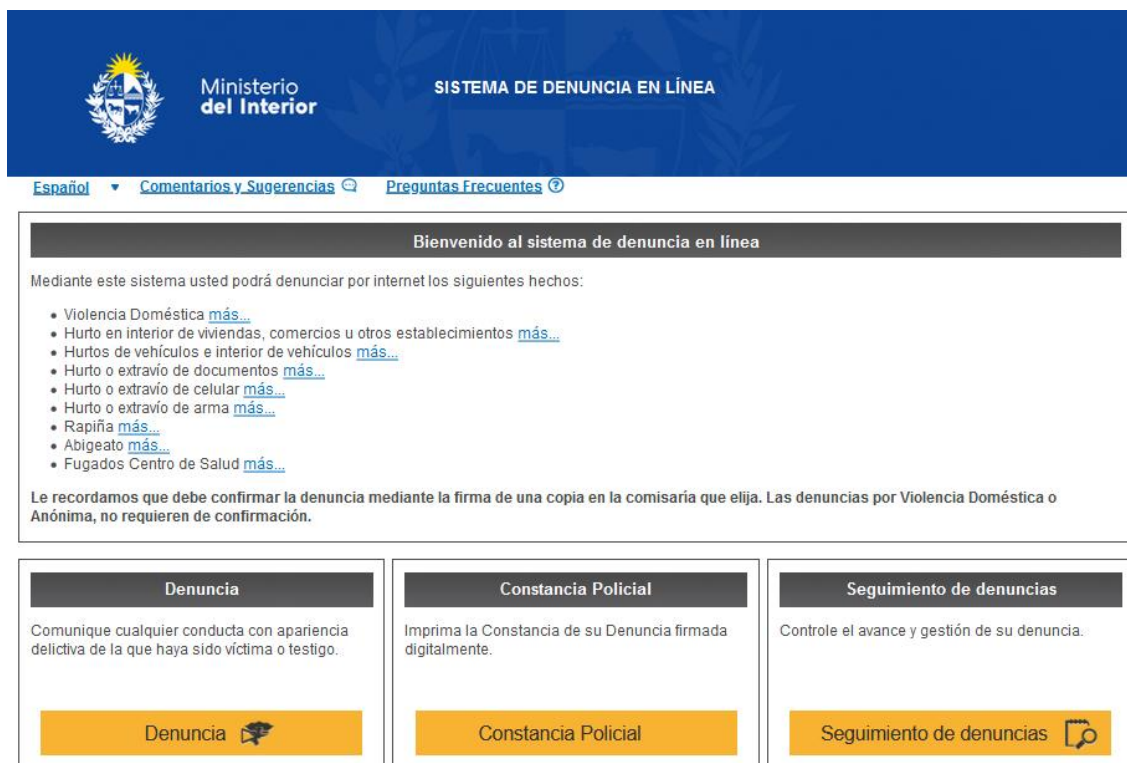 Ministerio
del Interior
SISTEMA DE DENUNCIA EN LÍNEA
Español Comentarios y Sugerencias Preguntas Frecuentes
Bienvenido al sistema de denuncia en línea
Mediante este sistema usted podrá denunciar por internet los siguientes hechos:
Violencia Doméstica más...
Hurto en interior de viviendas, comercios u otros establecimientos más...
Hurtos de vehículos e interior de vehículos más...
Hurto o extravío de documentos más...
Hurto o extravío de celular más...
Hurto o extravío de arma más...
Rapiña más...
Abigeato más...
Fugados Centro de Salud más...
Le recordamos que debe confirmar la denuncia mediante la firma de una copia en la comisaría que elija. Las denuncias por Violencia Doméstica o
Anónima, no requieren de confirmación.
Denuncia
Comunique cualquier conducta con apariencia
delictiva de la que haya sido víctima o testigo.
Denuncia
Constancia Policial
Imprima la Constancia de su Denuncia firmada
digitalmente.
Constancia Policial
Seguimiento de denuncias
Controle el avance y gestión de su denuncia.
Seguimiento de denuncias